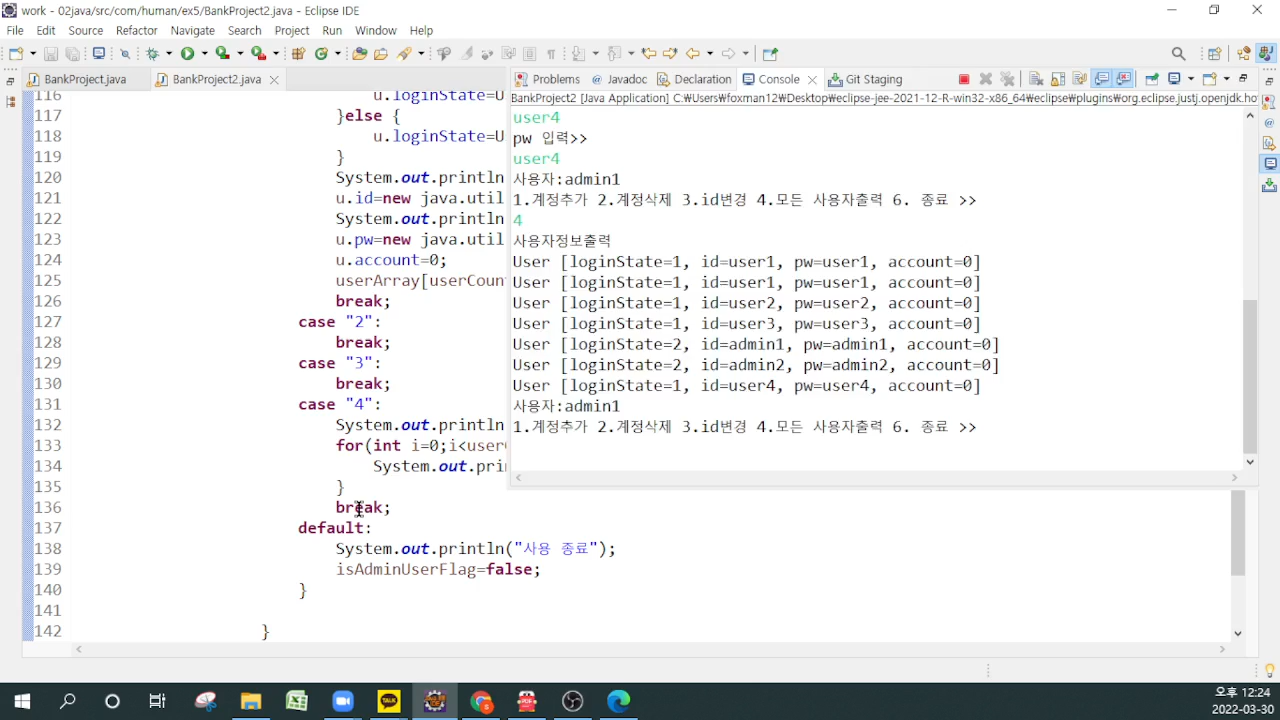 work - 02java/src/com/human/ex5/BankProject2.java - Eclipse IDE
File Edit Source Refactor Navigate Search Project Run Window Help
BankProject.java BankProject2.java
Problems Javadoc Declaration Console Git Staging
BankProject2 [Java Application] C:₩Users₩foxman12₩Desktop₩eclipse-jee-2021-12-R-win32-x86_64₩eclipse₩plugins₩org.eclipse.justj.openjdk.ho
116 u.loginState=U
117 }else {
118 u.loginState=U
119 }
120 System.out.println
121 u.id=new java.util
122 System.out.println
123 u.pw=new java.util
124 u.account=0;
125 userArray[userCoun
126 break;
127 case "2":
128 break;
129 case "3":
130 break;
131 case "4":
132 System.out.println
133 for(int i=0;i<user
134 System.out.prin
135 }
136 break;
137 default:
138 System.out.println("사용 종료");
139 isAdminUserFlag=false;
140 }
141
142 }
user4
pw 입력>>
user4
사용자:admin1
1.계정추가 2.계정삭제 3.id변경 4.모든 사용자출력 6. 종료 >>
4
사용자정보출력
User [loginState=1, id=user1, pw=user1, account=0]
User [loginState=1, id=user1, pw=user1, account=0]
User [loginState=1, id=user2, pw=user2, account=0]
User [loginState=1, id=user3, pw=user3, account=0]
User [loginState=2, id=admin1, pw=admin1, account=0]
User [loginState=2, id=admin2, pw=admin2, account=0]
User [loginState=1, id=user4, pw=user4, account=0]
사용자:admin1
1.계정추가 2.계정삭제 3.id변경 4.모든 사용자출력 6. 종료 >>
오후 12:24
2022-03-30